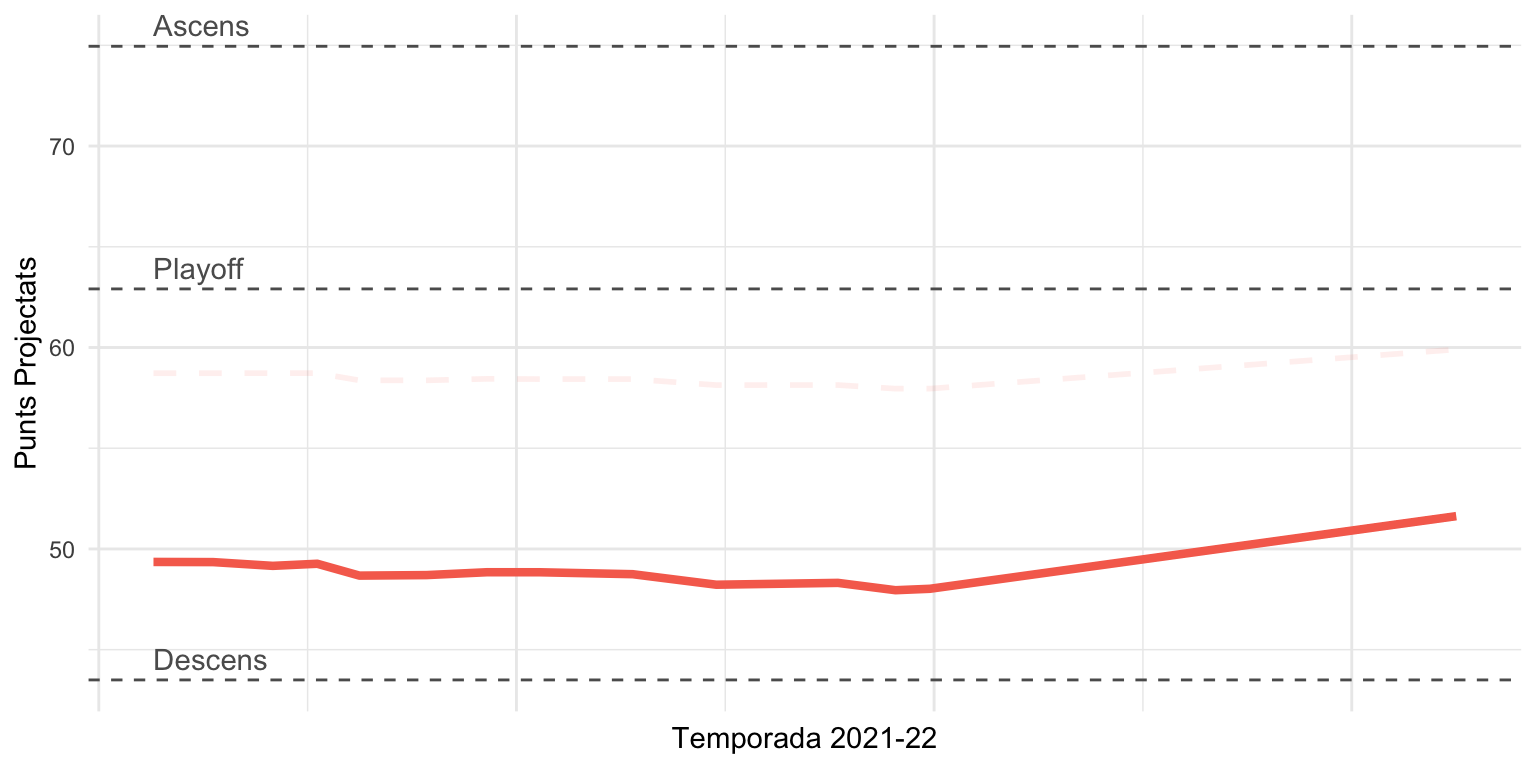 Ascens
70
Playoff
60
Punts Projectats
50
Descens
Temporada 2021-22